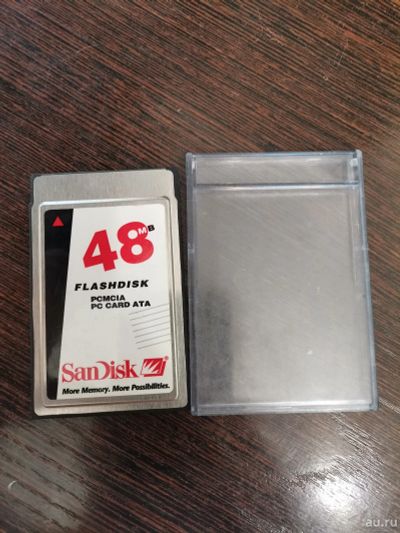 48MB
FLASHDISK
PCMCIA
PC CARD ATA
SanDisk
More Memory. More Possibilities.
au.ru